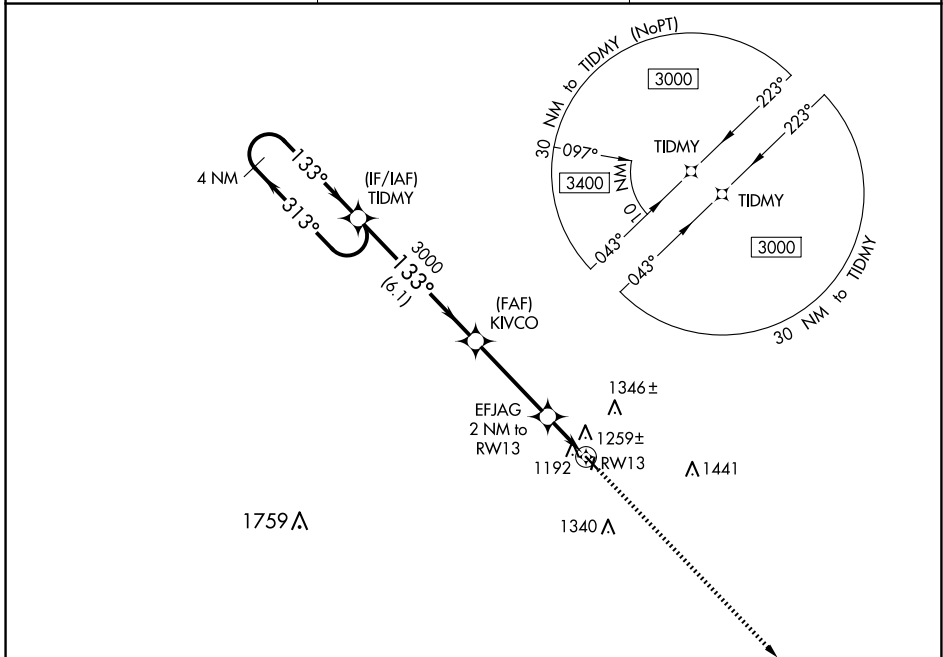 30 NM to TIDMY (NoPT)
3000
223°
223°
097°
TIDMY
3400
10 NM
TIDMY
043°
043°
3000
30 NM to TIDMY
133°
4 NM
(IF/IAF)
TIDMY
313°
3000
133°
(6.1)
(FAF)
KIVCO
1346±
EFJAG
2 NM to
RW13
1259±
1192
RW13
1441
1759
1340